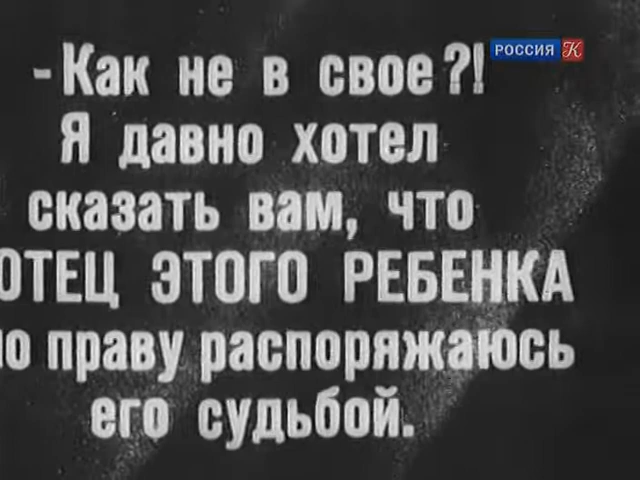 РОССИЯ К
-Как не в свое?!
Я давно хотел
сказать вам, что
ОТЕЦ ЭТОГО РЕБЕНКА
о праву распоряжаюсь
его судьбой.